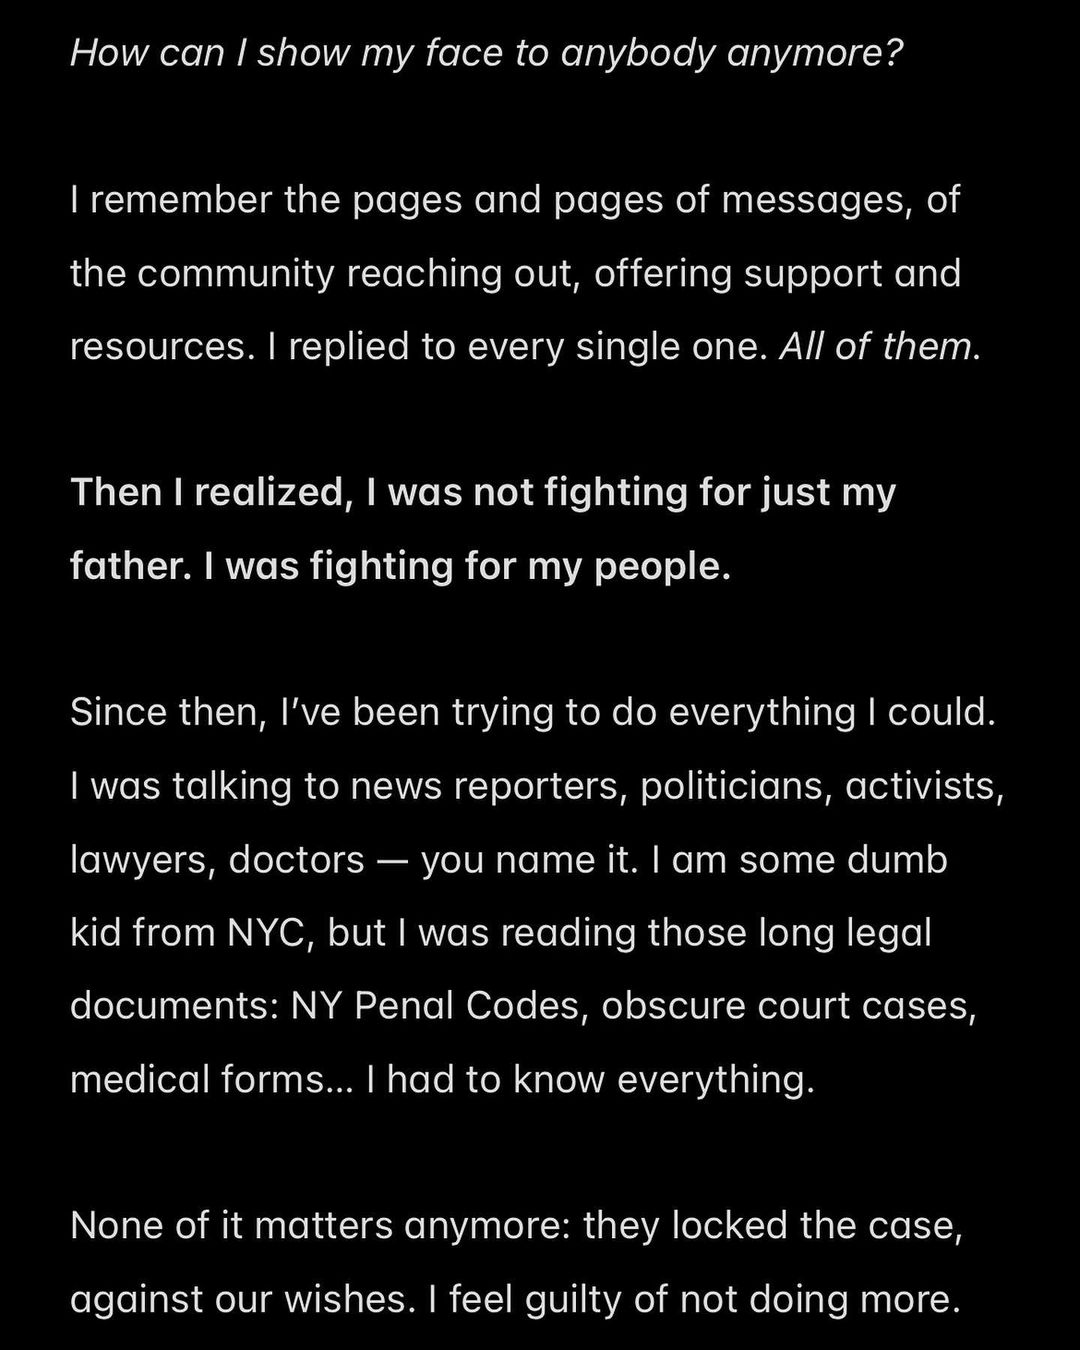 How can I show my face to anybody anymore?
I remember the pages and pages of messages, of
the community reaching out, offering support and
resources. I replied to every single one. All of them.
Then I realized, I was not fighting for just my
father. I was fighting for my people.
Since then, I’ve been trying to do everything I could.
I was talking to news reporters, politicians, activists,
lawyers, doctors — you name it. I am some dumb
kid from NYC, but I was reading those long legal
documents: NY Penal Codes, obscure court cases,
medical forms... I had to know everything.
None of it matters anymore: they locked the case,
against our wishes. I feel guilty of not doing more.